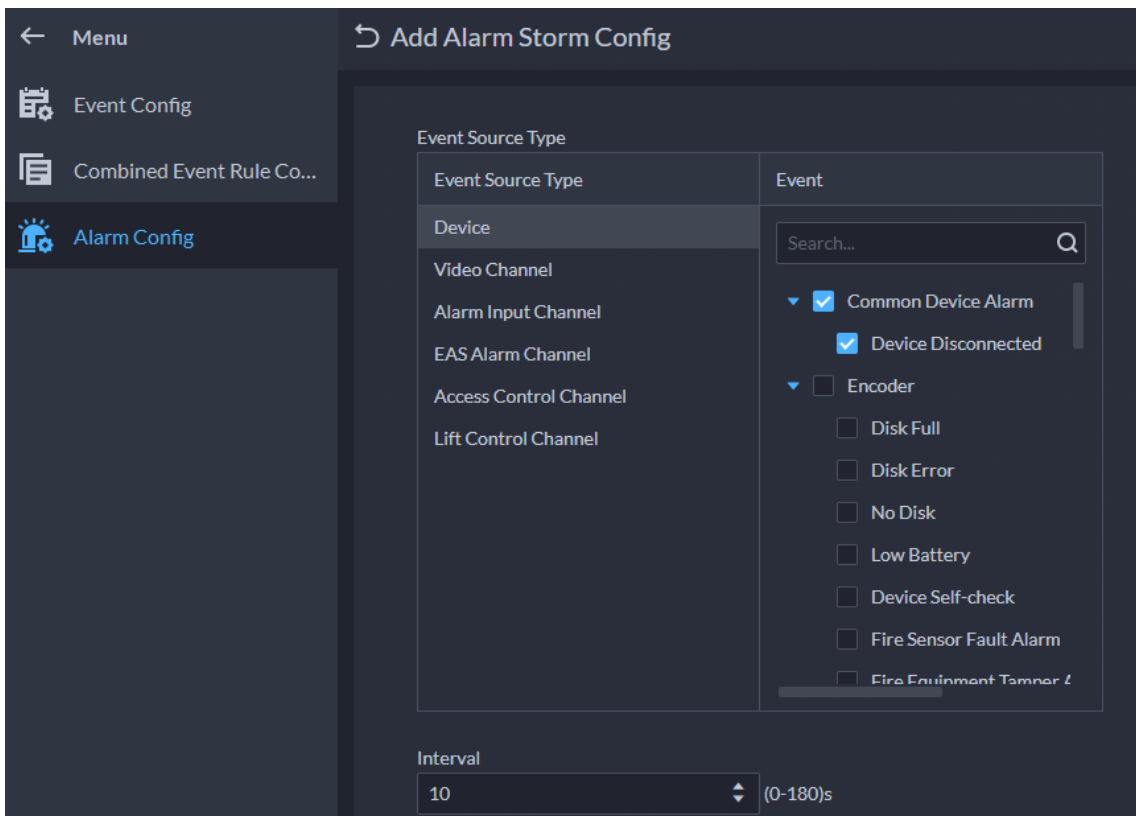 Menu
Add Alarm Storm Config
Event Config
Combined Event Rule Co...
Alarm Config
Event Source Type
Event Source Type
Event
Device
Video Channel
Alarm Input Channel
EAS Alarm Channel
Access Control Channel
Lift Control Channel
Search...
Common Device Alarm
Device Disconnected
Encoder
Disk Full
Disk Error
No Disk
Low Battery
Device Self-check
Fire Sensor Fault Alarm
Fire Equipment Tamper A
Interval
10
(0-180)s